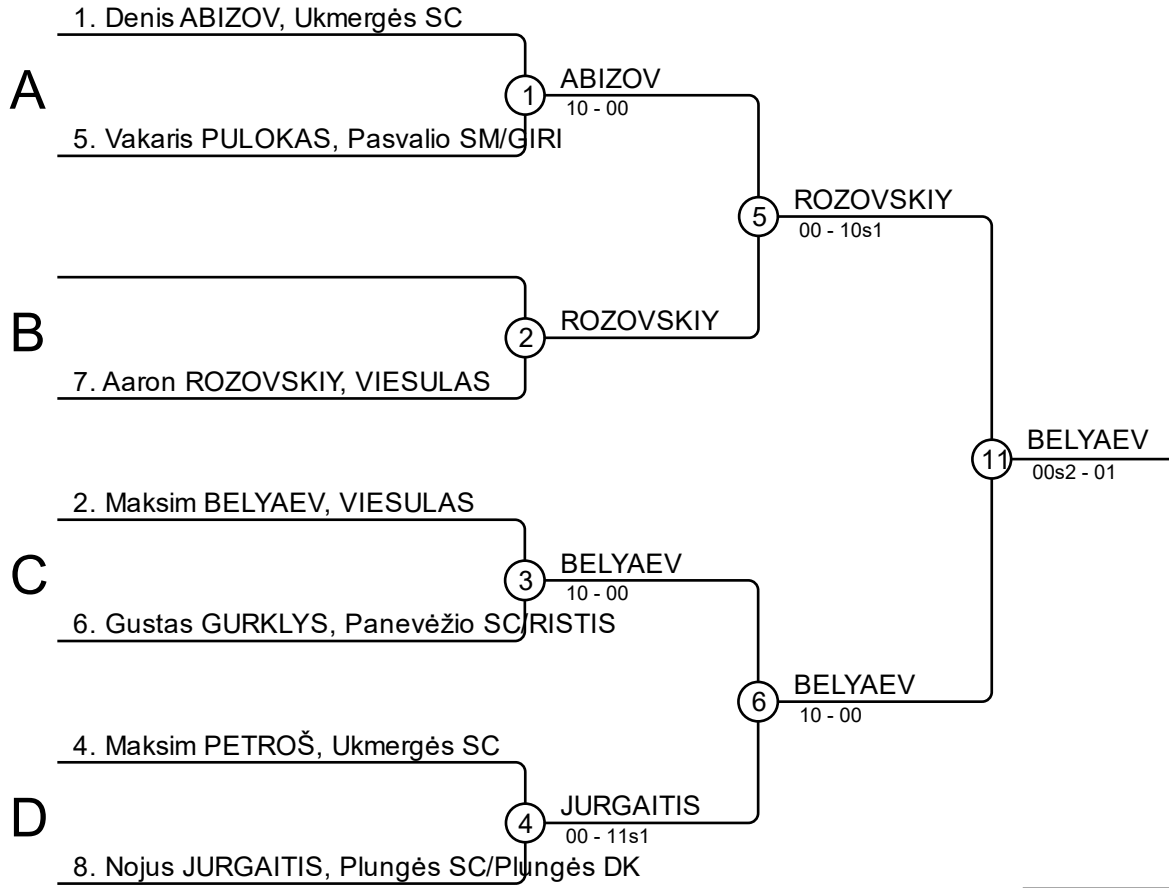 1. Denis ABIZOV, Ukmergės SC
A
1
ABIZOV
10 - 00
5. Vakaris PULOKAS, Pasvalio SM/GIRI
5
ROZOVSKIY
00 - 10s1
B
2
ROZOVSKIY
7. Aaron ROZOVSKIY, VIESULAS
11
BELYAEV
00s2 - 01
2. Maksim BELYAEV, VIESULAS
C
3
BELYAEV
10 - 00
6. Gustas GURKLYS, Panevėžio SC/RISTIS
6
BELYAEV
10 - 00
4. Maksim PETROŠ, Ukmergės SC
D
4
JURGAITIS
00 - 11s1
8. Nojus JURGAITIS, Plungės SC/Plungės DK